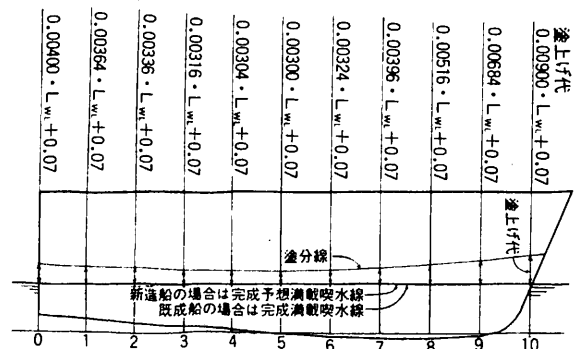 0.00400・LWL+0.07
0.00364・LWL+0.07
0.00336・LWL+0.07
0.00316・LWL+0.07
0.00304・LWL+0.07
0.00300・LWL+0.07
0.00324・LWL+0.07
0.00396・LWL+0.07
0.00516・LWL+0.07
0.00684・LWL+0.07
0.00900・LWL+0.07
塗上げ代
塗上げ代
塗分線
新造船の場合は完成予想満載喫水線
既成船の場合は完成満載喫水線
0 1 2 3 4 5 6 7 8 9 10